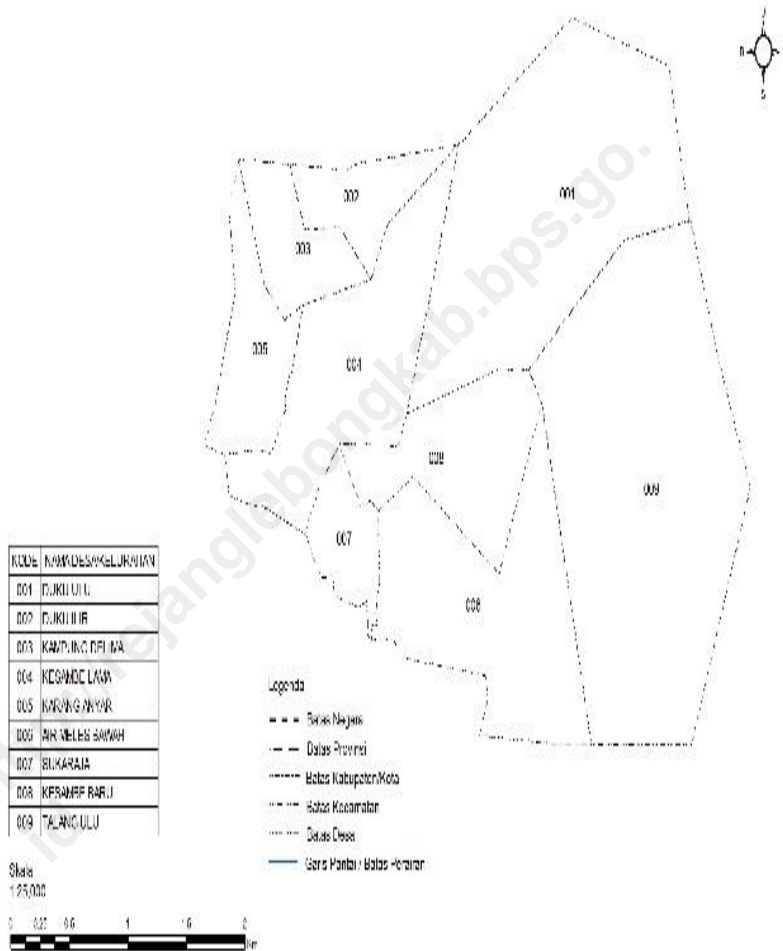 002
001
003
005
004
008
009
007
006
KODE NAMA DESA/KELURAHAN
001 DUKU ULU
002 DUKU ILIR
003 KAMPUNG DELIMA
004 KESAMBE LAMA
005 KARANG ANYAR
006 AIR MELES BAWAH
007 SUKARAJA
008 KESAMBE BARU
009 TALANG ULU
Legenda
Batas Negara
Batas Provinsi
Batas Kabupaten/Kota
Batas Kecamatan
Batas Desa
Garis Pantai / Batas Perairan
Skala
1:25,000
0 0.25 0.5 1 1.5 2
Km
rejanglebongkab.bps.go.